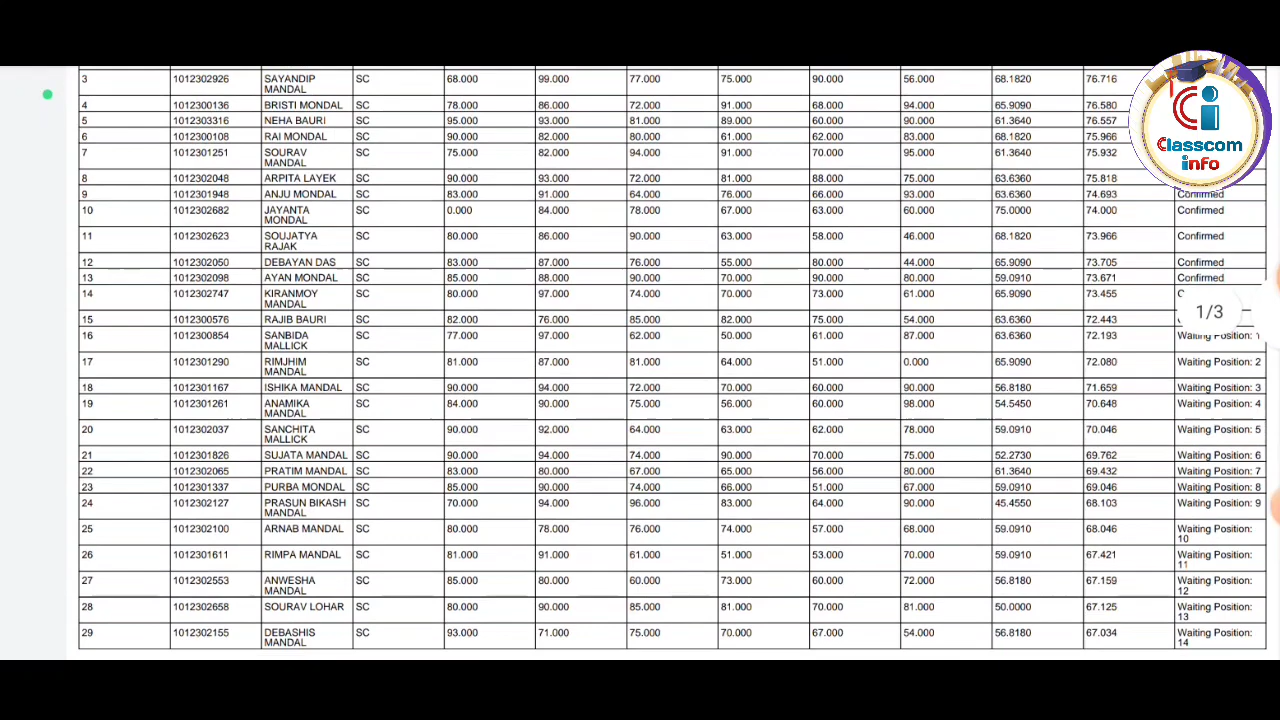 3 1012302926 SAYANDIP MANDAL SC 68.000 99.000 77.000 75.000 90.000 56.000 68.1820 76.716
4 1012300136 BRISTI MONDAL SC 78.000 86.000 72.000 91.000 68.000 94.000 65.9090 76.580
5 1012303316 NEHA BAURI SC 95.000 93.000 81.000 89.000 60.000 92.000 61.3640 76.557
6 1012300108 RAI MONDAL SC 90.000 82.000 80.000 61.000 62.000 83.000 68.1820 75.966
7 1012301251 SOURAV MANDAL SC 75.000 82.000 94.000 91.000 70.000 95.000 61.3640 75.932
8 1012302048 ARPITA LAYEK SC 90.000 93.000 72.000 81.000 88.000 75.000 63.6360 75.818
9 1012301948 ANJU MONDAL SC 83.000 91.000 64.000 76.000 66.000 93.000 65.9090 74.693 Confirmed
10 1012302682 JAYANTA MONDAL SC 0.000 84.000 78.000 67.000 63.000 60.000 75.0000 74.000 Confirmed
11 1012302623 SOUJATYA RAJAK SC 80.000 86.000 90.000 63.000 58.000 46.000 68.1820 73.966 Confirmed
12 1012302050 DEBAYAN DAS SC 83.000 87.000 76.000 55.000 80.000 44.000 65.9090 73.705 Confirmed
13 1012302098 AYAN MONDAL SC 85.000 88.000 90.000 70.000 90.000 80.000 59.0910 73.671 Confirmed
14 1012302747 KIRANMOY MANDAL SC 80.000 97.000 74.000 70.000 73.000 61.000 65.9090 73.455
15 1012300576 RAJIB BAURI SC 82.000 76.000 85.000 82.000 75.000 54.000 63.6360 72.443
16 1012300854 SANBIDA MALLICK SC 77.000 97.000 62.000 50.000 61.000 87.000 63.6360 72.193 Waiting Position: 1
17 1012301290 RIMJHIM MANDAL SC 81.000 87.000 81.000 64.000 51.000 0.000 65.9090 72.080 Waiting Position: 2
18 1012301167 ISHIKA MANDAL SC 90.000 94.000 72.000 70.000 60.000 90.000 56.8180 71.659 Waiting Position: 3
19 1012301261 ANAMIKA MANDAL SC 84.000 90.000 75.000 56.000 60.000 98.000 54.5450 70.648 Waiting Position: 4
20 1012302037 SANCHITA MALLICK SC 90.000 92.000 64.000 63.000 62.000 78.000 59.0910 70.046 Waiting Position: 5
21 1012301826 SUJATA MANDAL SC 90.000 94.000 74.000 90.000 70.000 75.000 52.2730 69.762 Waiting Position: 6
22 1012302065 PRATIM MANDAL SC 83.000 80.000 67.000 65.000 56.000 80.000 61.3640 69.432 Waiting Position: 7
23 1012301337 PURBA MONDAL SC 85.000 90.000 74.000 66.000 51.000 67.000 59.0910 69.046 Waiting Position: 8
24 1012302127 PRASUN BIKASH MANDAL SC 70.000 94.000 96.000 83.000 64.000 90.000 45.4550 68.103 Waiting Position: 9
25 1012302100 ARNAB MANDAL SC 80.000 78.000 76.000 74.000 57.000 68.000 59.0910 68.046 Waiting Position: 10
26 1012301611 RIMPA MANDAL SC 81.000 91.000 61.000 51.000 53.000 70.000 59.0910 67.421 Waiting Position: 11
27 1012302553 ANWESHA MANDAL SC 85.000 80.000 60.000 73.000 60.000 72.000 56.8180 67.159 Waiting Position: 12
28 1012302658 SOURAV LOHAR SC 80.000 90.000 85.000 81.000 70.000 81.000 50.0000 67.125 Waiting Position: 13
29 1012302155 DEBASHIS MANDAL SC 93.000 71.000 75.000 70.000 67.000 54.000 56.8180 67.034 Waiting Position: 14
1/3
Classcom
info